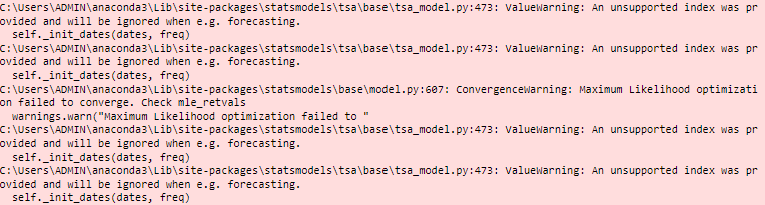 C:\Users\ADMIN\anaconda3\Lib\site-packages\statsmodels\tsa\base\tsa_model.py:473: ValueWarning: An unsupported index was pr
ovided and will be ignored when e.g. forecasting.
  self._init_dates(dates, freq)
C:\Users\ADMIN\anaconda3\Lib\site-packages\statsmodels\tsa\base\tsa_model.py:473: ValueWarning: An unsupported index was pr
ovided and will be ignored when e.g. forecasting.
  self._init_dates(dates, freq)
C:\Users\ADMIN\anaconda3\Lib\site-packages\statsmodels\base\model.py:607: ConvergenceWarning: Maximum Likelihood optimizati
on failed to converge. Check mle_retvals
  warnings.warn("Maximum Likelihood optimization failed to "
C:\Users\ADMIN\anaconda3\Lib\site-packages\statsmodels\tsa\base\tsa_model.py:473: ValueWarning: An unsupported index was pr
ovided and will be ignored when e.g. forecasting.
  self._init_dates(dates, freq)
C:\Users\ADMIN\anaconda3\Lib\site-packages\statsmodels\tsa\base\tsa_model.py:473: ValueWarning: An unsupported index was pr
ovided and will be ignored when e.g. forecasting.
  self._init_dates(dates, freq)